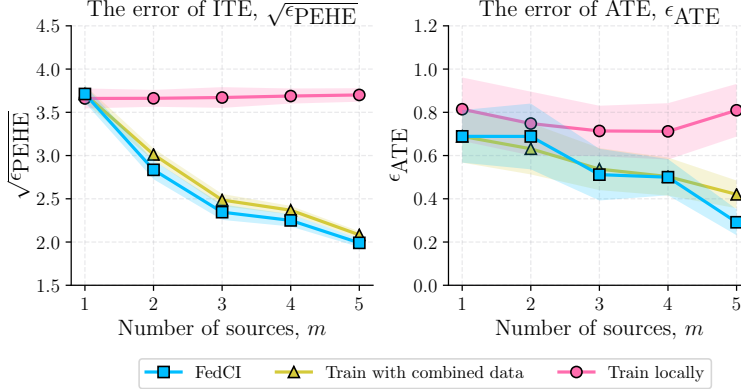 The error of ITE, √ϵPEHE
4.5
4.0
3.5
3.0
2.5
2.0
1.5
√ϵPEHE
1 2 3 4 5
Number of sources, m
The error of ATE, ϵATE
1.2
1.0
0.8
0.6
0.4
0.2
0.0
ϵATE
1 2 3 4 5
Number of sources, m
FedCI Train with combined data Train locally